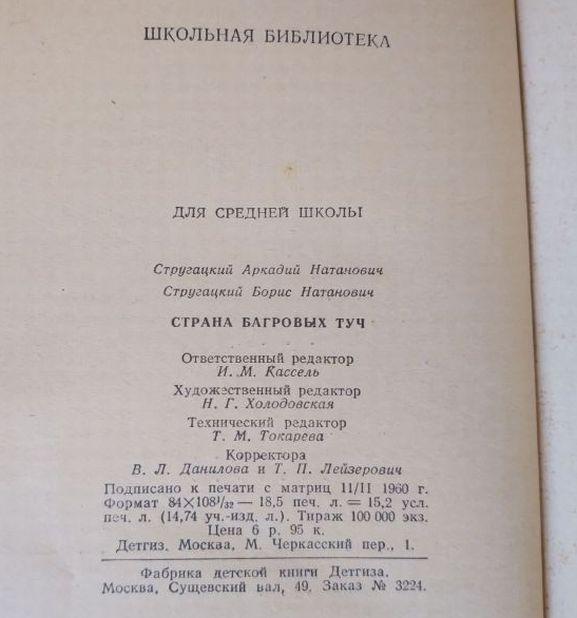 ШКОЛЬНАЯ БИБЛИОТЕКА
ДЛЯ СРЕДНЕЙ ШКОЛЫ
Стругацкий Аркадий Натанович
Стругацкий Борис Натанович
СТРАНА БАГРОВЫХ ТУЧ
Ответственный редактор
И. М. Кассель
Художественный редактор
Н. Г. Холодовская
Технический редактор
Т. М. Токарева
Корректора
В. Л. Данилова и Т. П. Лейзерович
Подписано к печати с матриц 11/II 1960 г.
Формат 84×108¹/₃₂ — 18,5 печ. л. = 15,2 усл.
печ. л. (14,74 уч.-изд. л.). Тираж 100 000 экз.
Цена 6 р. 95 к.
Детгиз. Москва, М. Черкасский пер., 1.
Фабрика детской книги Детгиза.
Москва, Сущевский вал, 49. Заказ № 3224.